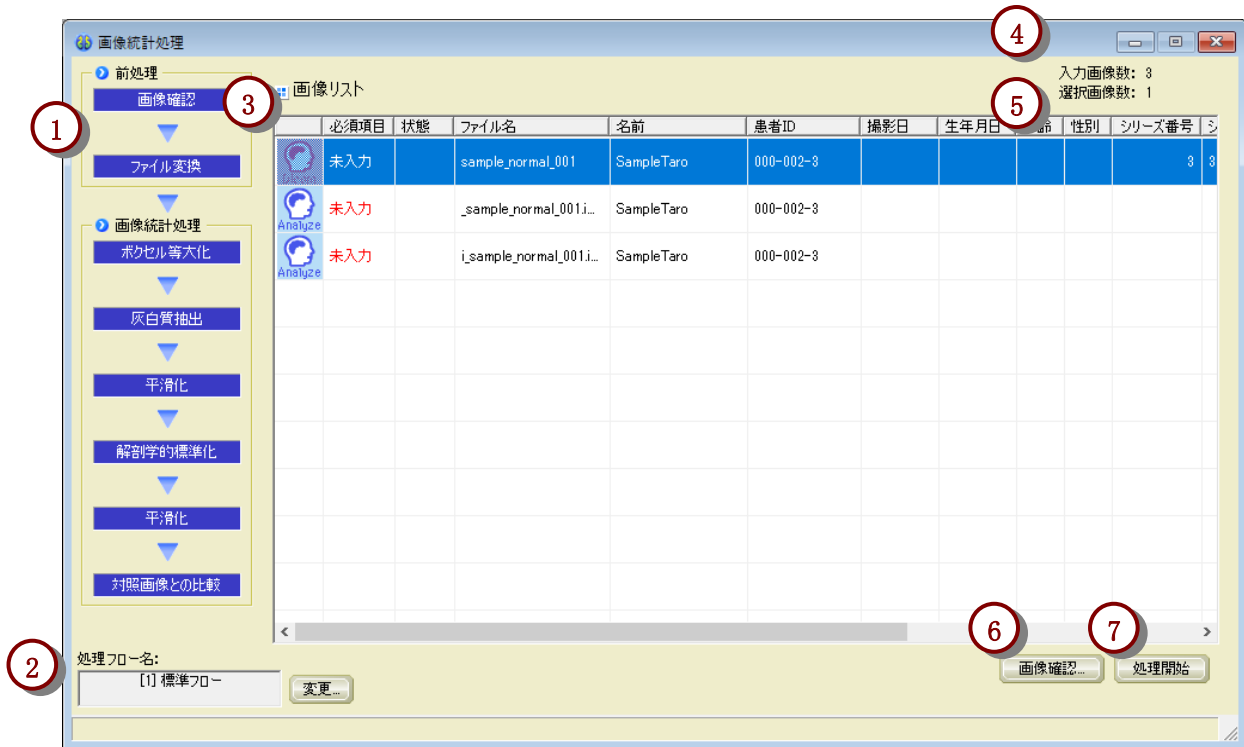 ④
画像統計処理
前処理
入力画像数: 3
選択画像数: 1
画像確認
③
画像リスト
⑤
①
必須項目 状態 ファイル名 名前 患者ID 撮影日 生年月日 性別 シリーズ番号
ファイル変換
未入力 sample_normal_001 SampleTaro 000-002-3 3 3
未入力 _sample_normal_001.i... SampleTaro 000-002-3
Analyze
画像統計処理
ボクセル等大化
未入力 i_sample_normal_001.i... SampleTaro 000-002-3
Analyze
灰白質抽出
平滑化
解剖学的標準化
平滑化
対照画像との比較
⑥
⑦
②
処理フロー名:
[1] 標準フロー
変更...
画像確認...
処理開始